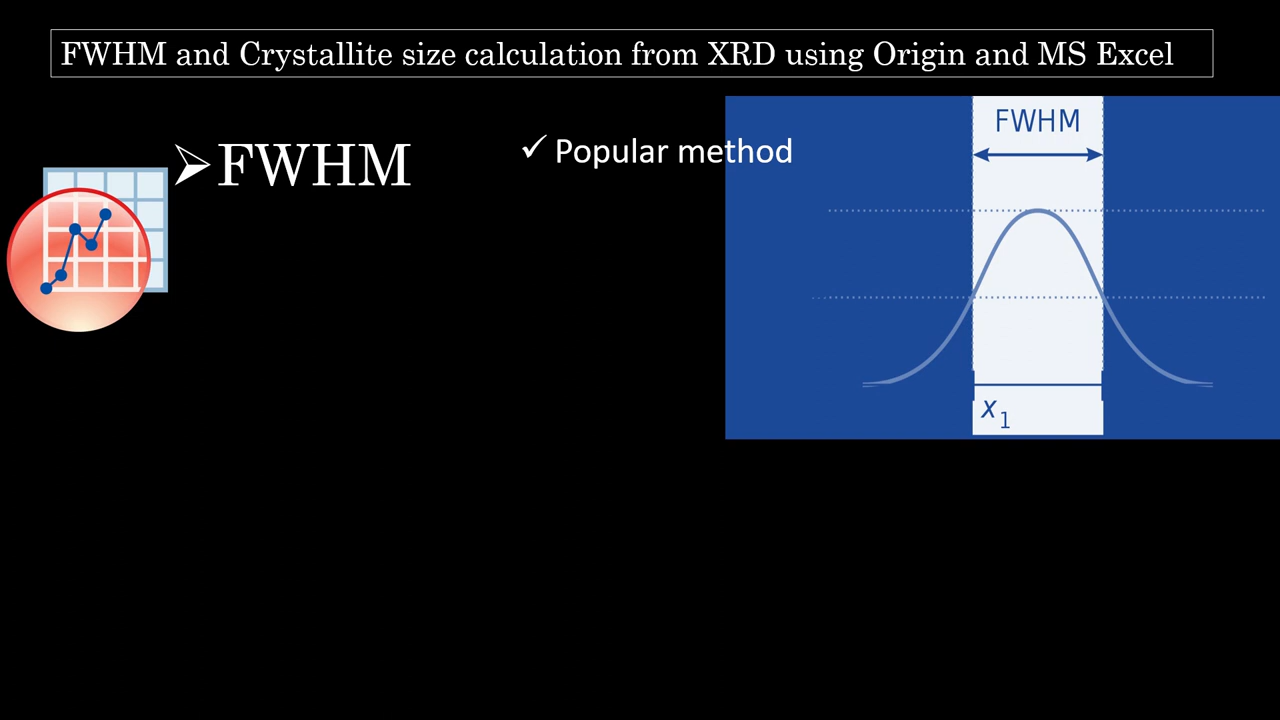 FWHM and Crystallite size calculation from XRD using Origin and MS Excel
➢FWHM
✓ Popular method
FWHM
x₁